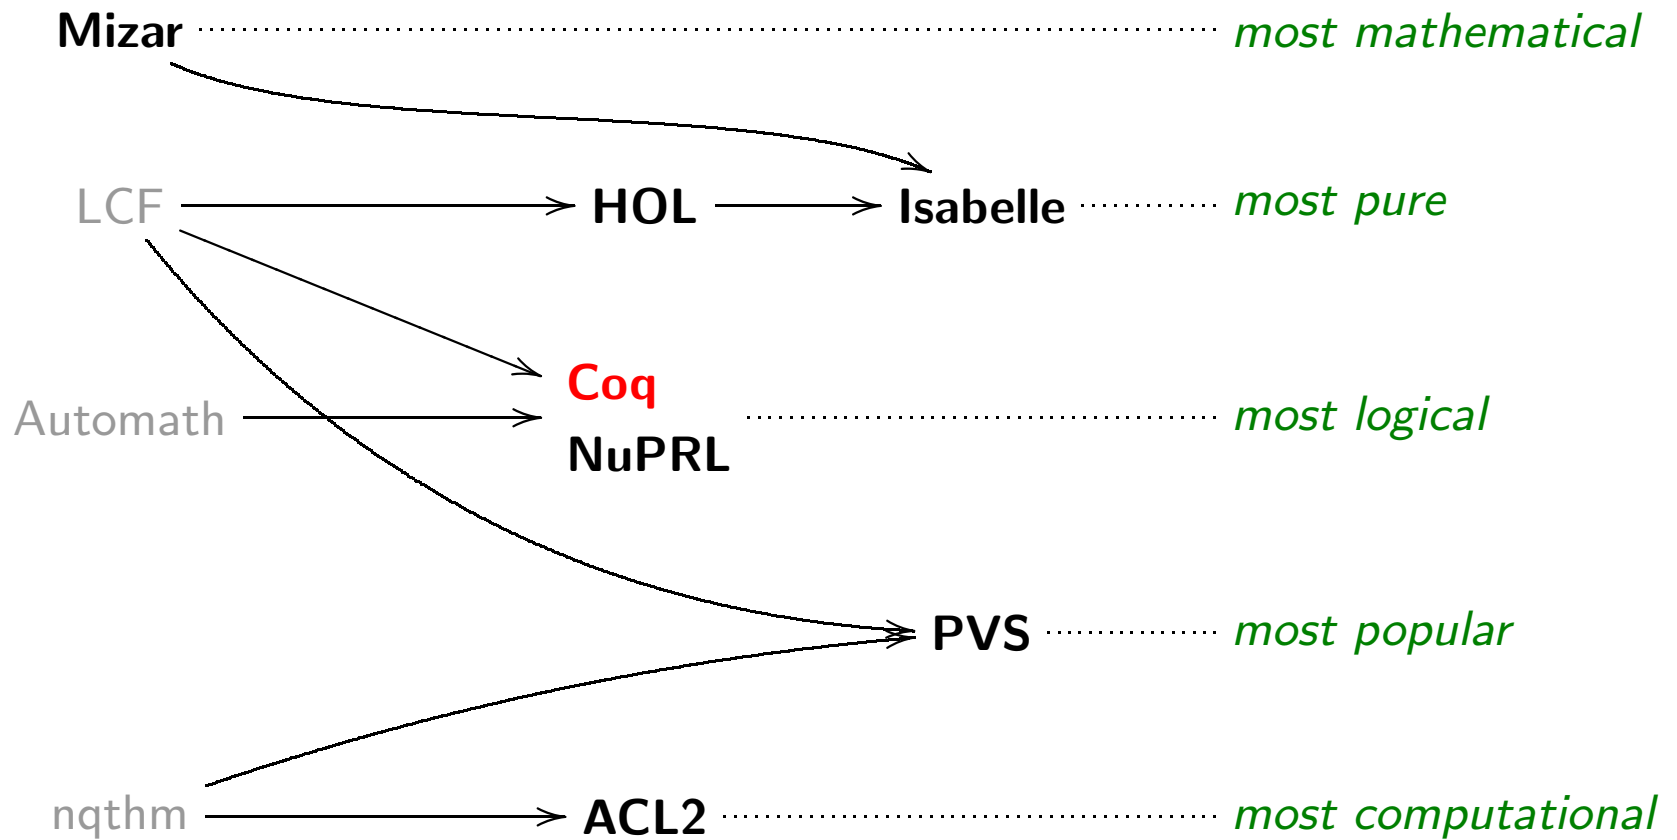 Mizar most mathematical
LCF HOL Isabelle most pure
Coq
Automath most logical
NuPRL
PVS most popular
nqthm ACL2 most computational